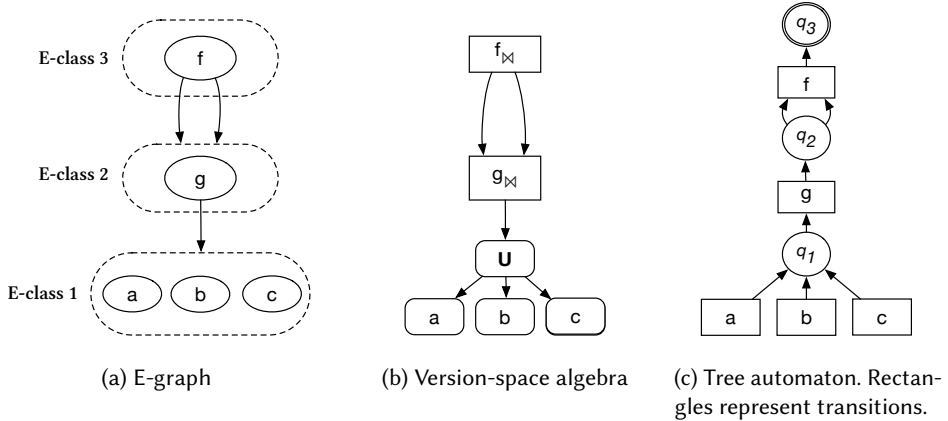 E-class 3
f
E-class 2
g
E-class 1
a b c
(a) E-graph
f⋈
g⋈
U
a b c
(b) Version-space algebra
q3
f
q2
g
q1
a b c
(c) Tree automaton. Rectan-
gles represent transitions.